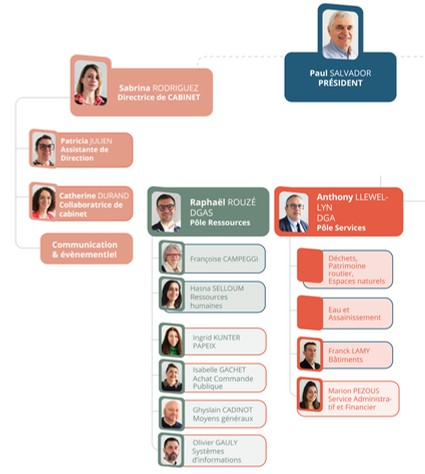 Paul SALVADOR
PRÉSIDENT
Sabrina RODRIGUEZ
Directrice de CABINET
Patricia JULIEN
Assistante de
Direction
Catherine DURAND
Collaboratrice de
cabinet
Communication
& évènementiel
Raphaël ROUZÉ
DGAS
Pôle Ressources
Françoise CAMPEGGI
Hasna SELLOUM
Ressources
humaines
Ingrid KUNTER
PAPEIX
Isabelle GACHET
Achat Commande
Publique
Ghyslain CADINOT
Moyens généraux
Olivier GAULY
Systèmes
d'informations
Anthony LLEWEL-
LYN
DGA
Pôle Services
Déchets,
Patrimoine
routier,
Espaces naturels
Eau et
Assainissement
Franck LAMY
Bâtiments
Marion PEZOUS
Service Administra-
tif et Financier